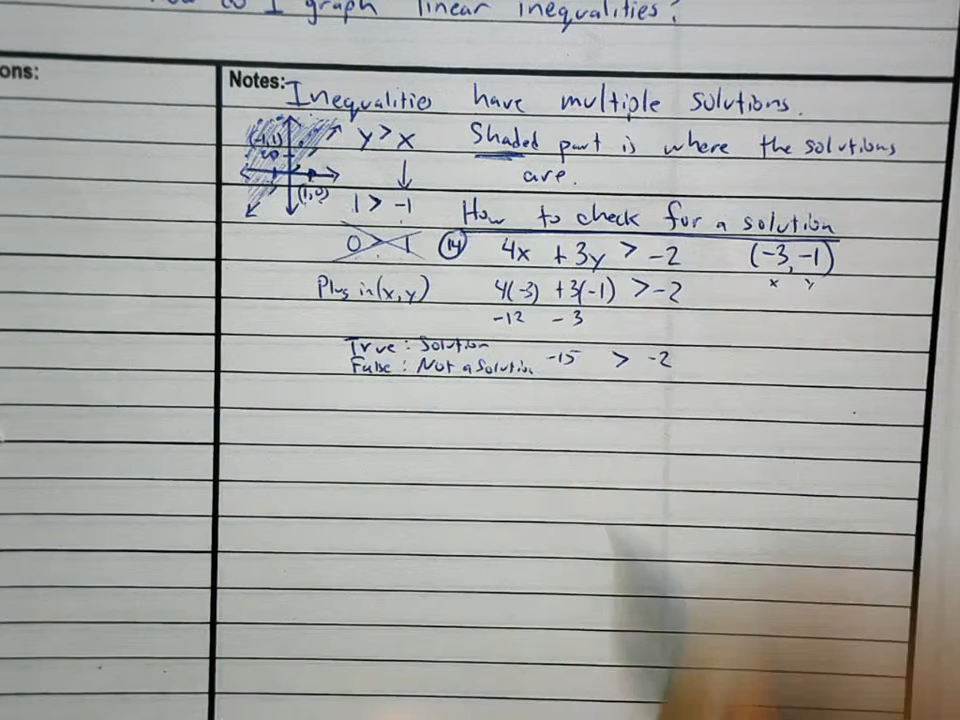 to I graph linear inequalities?
ons:
Notes: Inequalities have multiple solutions.
y > x Shaded part is where the solutions
are.
(1,0)
1 > -1 How to check for a solution
0 > 1 (14) 4x + 3y > -2 (-3, -1)
x y
Plug in (x, y) 4(-3) + 3(-1) > -2
-12 - 3
True: Solution
False: Not a Solution -15 > -2